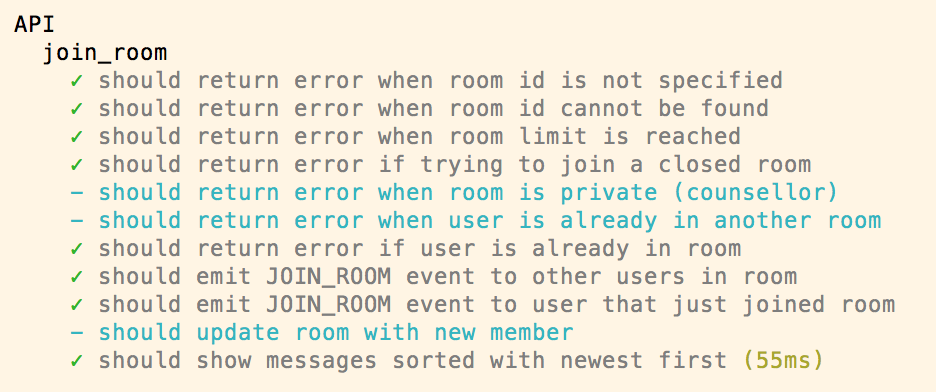 API
join_room
✓ should return error when room id is not specified
✓ should return error when room id cannot be found
✓ should return error when room limit is reached
✓ should return error if trying to join a closed room
- should return error when room is private (counsellor)
- should return error when user is already in another room
✓ should return error if user is already in room
✓ should emit JOIN_ROOM event to other users in room
✓ should emit JOIN_ROOM event to user that just joined room
- should update room with new member
✓ should show messages sorted with newest first (55ms)